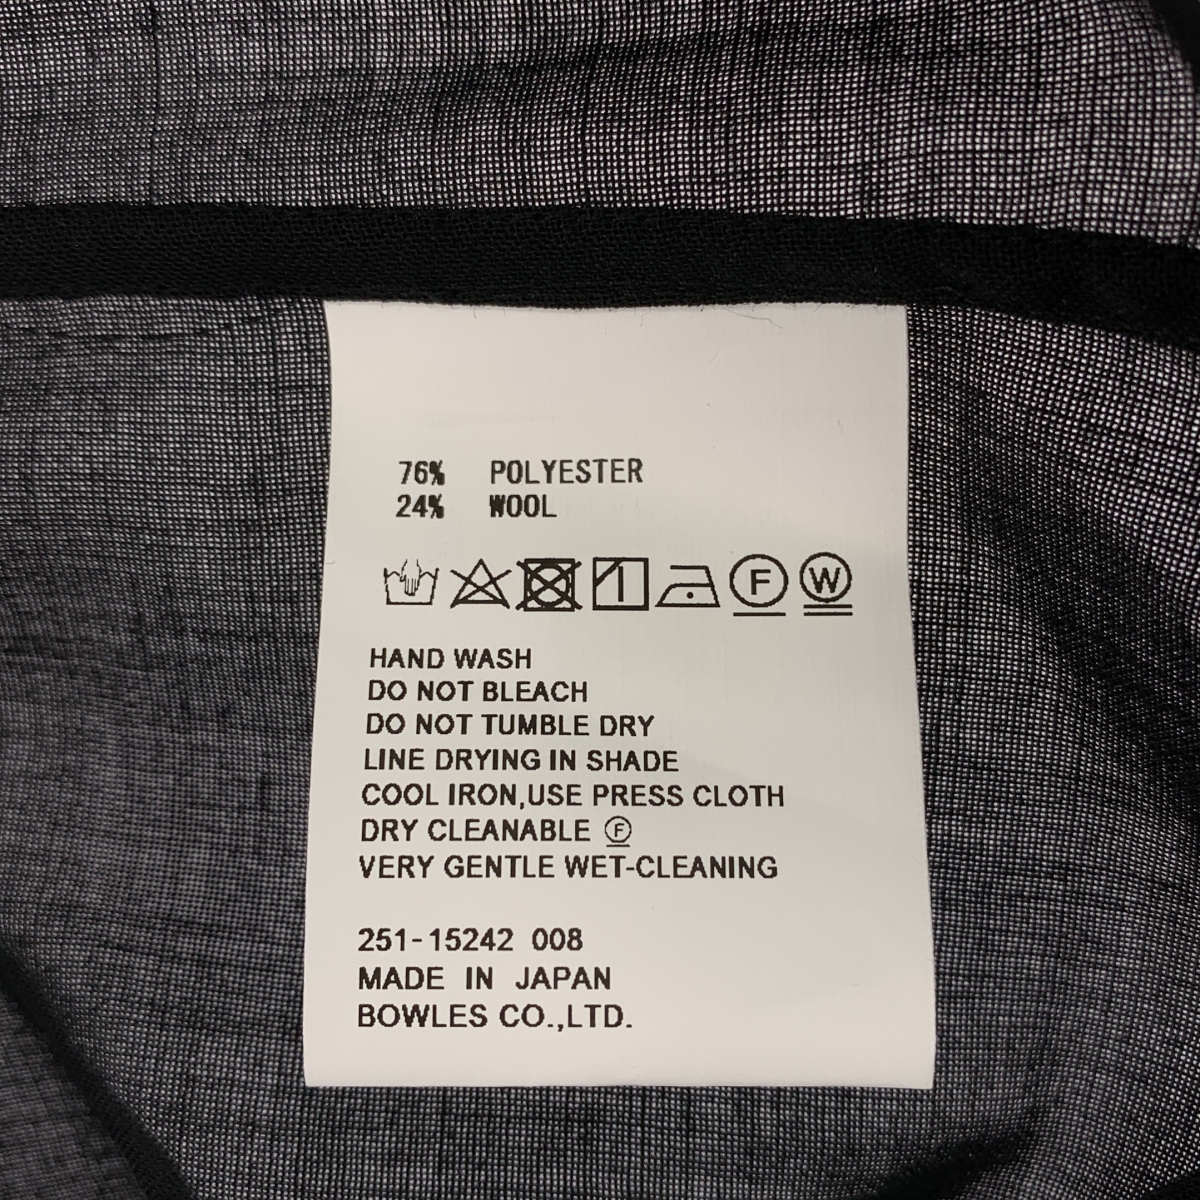 76% POLYESTER
24% WOOL
F W
HAND WASH
DO NOT BLEACH
DO NOT TUMBLE DRY
LINE DRYING IN SHADE
COOL IRON,USE PRESS CLOTH
DRY CLEANABLE Ⓕ
VERY GENTLE WET-CLEANING
251-15242 008
MADE IN JAPAN
BOWLES CO.,LTD.